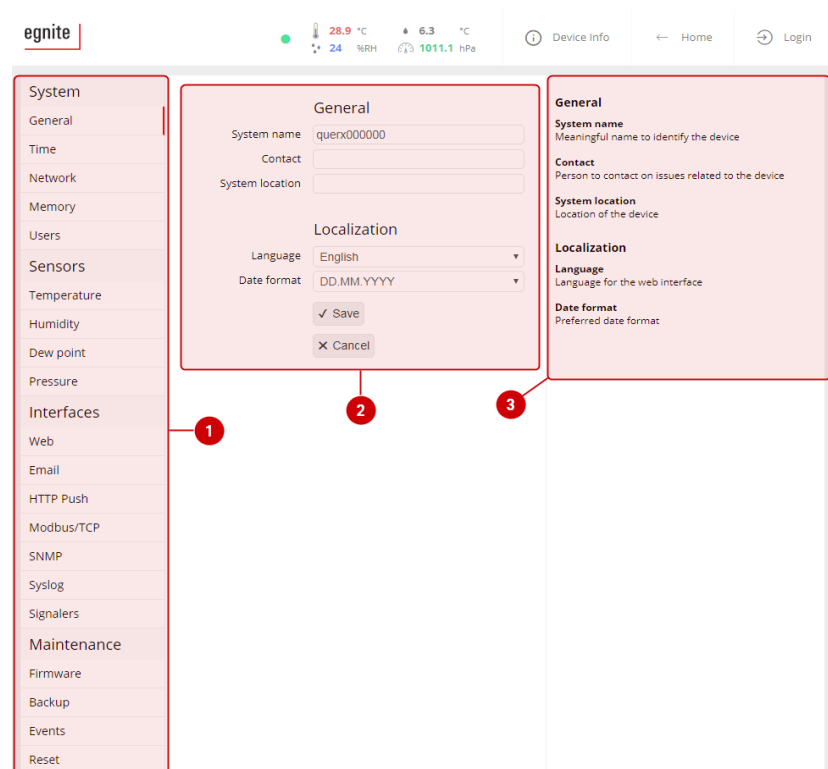 egnite
28.9 °C 6.3 °C
24 %RH 1011.1 hPa
Device Info
Home
Login
System
General
Time
Network
Memory
Users
Sensors
Temperature
Humidity
Dew point
Pressure
Interfaces
Web
Email
HTTP Push
Modbus/TCP
SNMP
Syslog
Signalers
Maintenance
Firmware
Backup
Events
Reset
1
General
System name querx000000
Contact
System location
Localization
Language English
Date format DD.MM.YYYY
✓ Save
✕ Cancel
2
General
System name
Meaningful name to identify the device
Contact
Person to contact on issues related to the device
System location
Location of the device
Localization
Language
Language for the web interface
Date format
Preferred date format
3